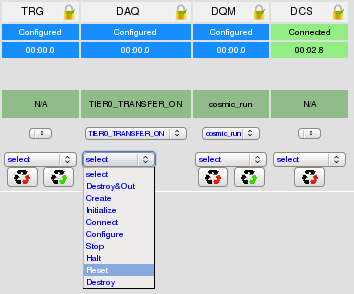 TRG DAQ DQM DCS
Configured Configured Configured Connected
00:00.0 00:00.0 00:00.0 00:02.8
N/A TIER0_TRANSFER_ON cosmic_run N/A
TIER0_TRANSFER_ON cosmic_run
select select select select
select
Destroy&Out
Create
Initialize
Connect
Configure
Stop
Halt
Reset
Destroy